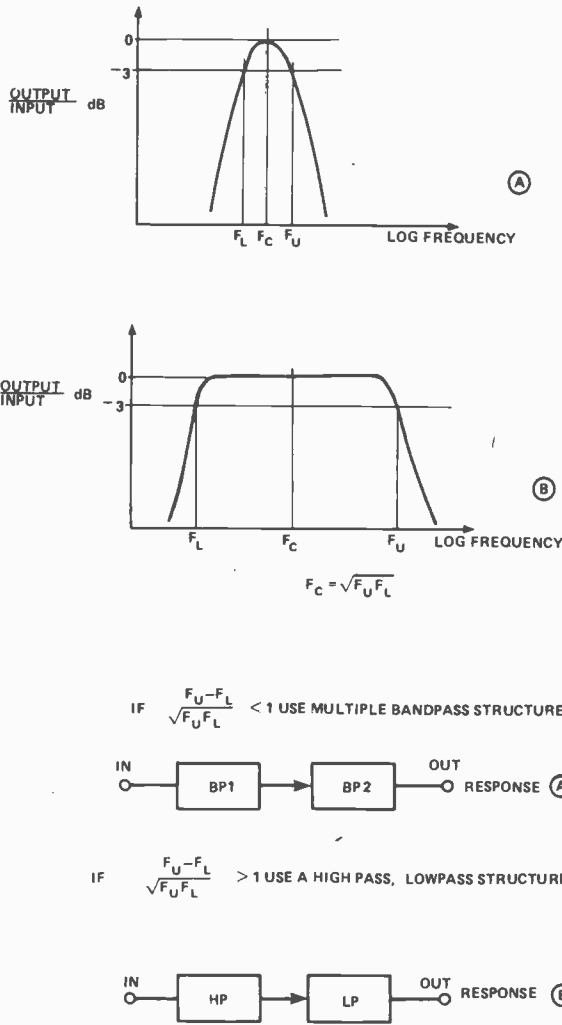 0
-3
OUTPUT
INPUT dB
A
F_L F_C F_U LOG FREQUENCY
0
OUTPUT
INPUT dB
-3
B
F_L F_C F_U LOG FREQUENCY
F_C = √F_U F_L
IF F_U-F_L / √F_U F_L < 1 USE MULTIPLE BANDPASS STRUCTURE
IN OUT
BP1 BP2 RESPONSE A
IF F_U-F_L / √F_U F_L > 1 USE A HIGH PASS, LOWPASS STRUCTURE
IN OUT
HP LP RESPONSE